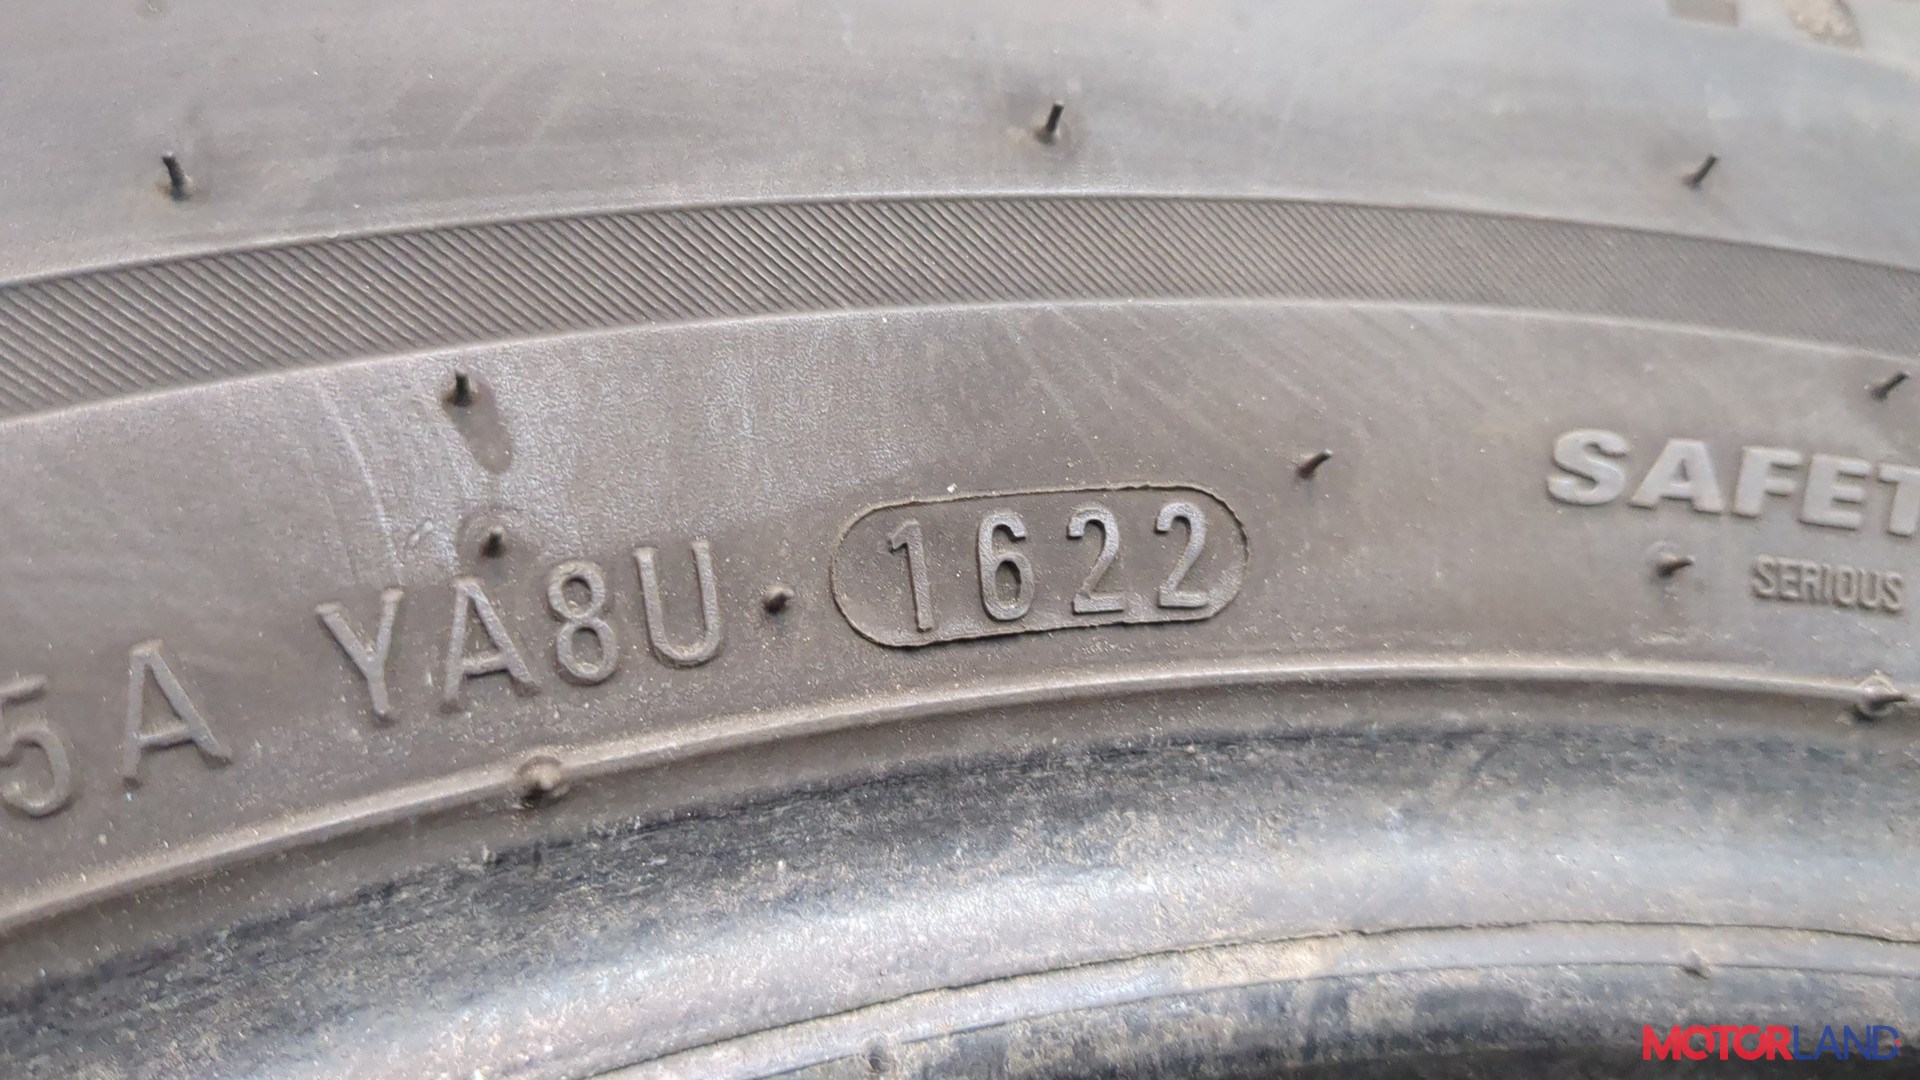 5A YA8U 1622
SAFET
SERIOUS
MOTORLAND